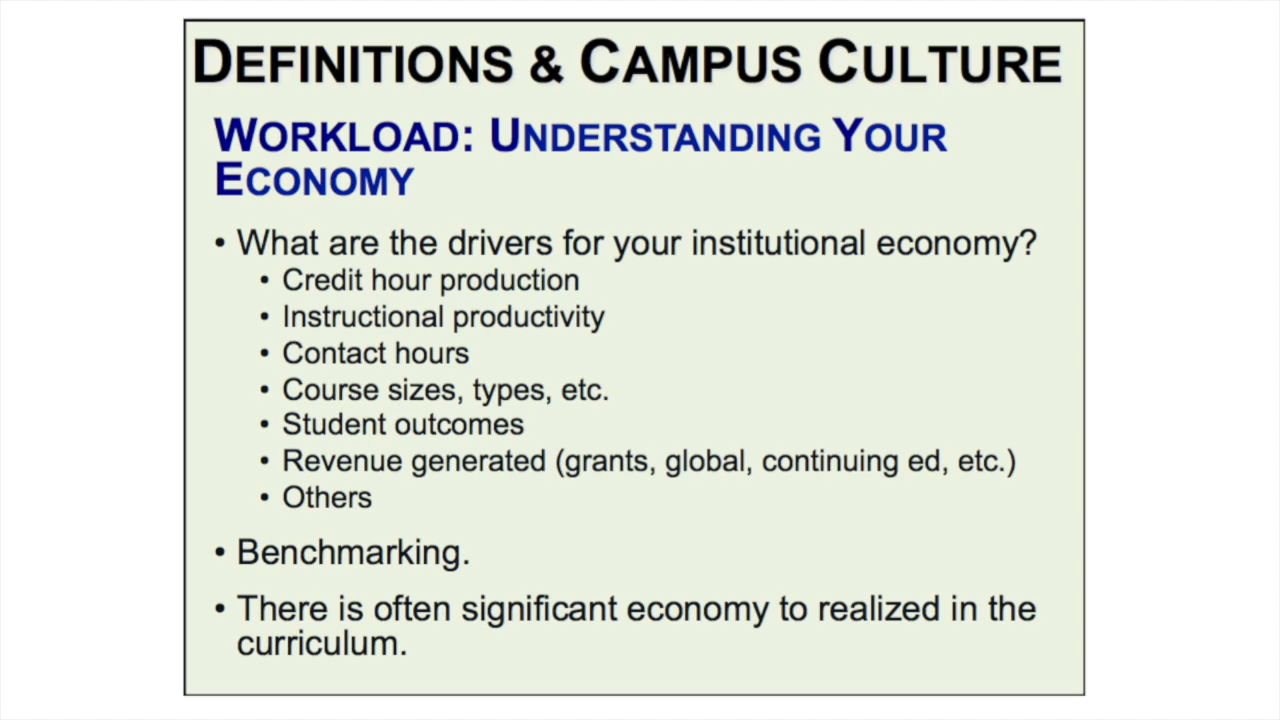 DEFINITIONS & CAMPUS CULTURE
WORKLOAD: UNDERSTANDING YOUR
ECONOMY
• What are the drivers for your institutional economy?
• Credit hour production
• Instructional productivity
• Contact hours
• Course sizes, types, etc.
• Student outcomes
• Revenue generated (grants, global, continuing ed, etc.)
• Others
• Benchmarking.
• There is often significant economy to realized in the
curriculum.